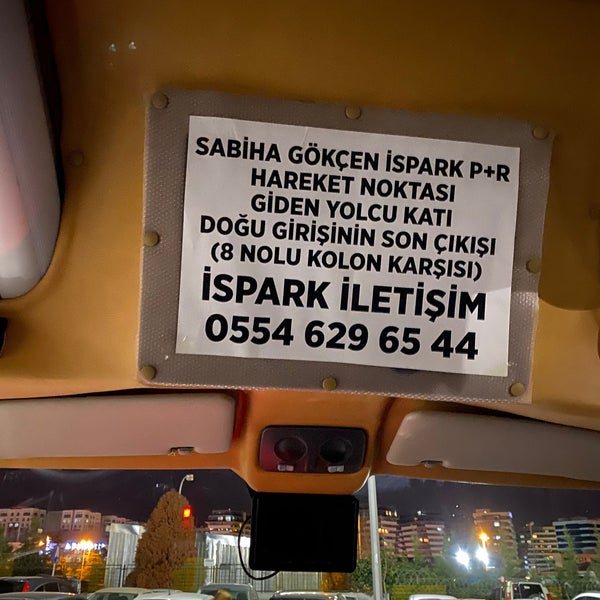 SABİHA GÖKÇEN İSPARK P+R
HAREKET NOKTASI
GİDEN YOLCU KATI
DOĞU GİRİŞİNİN SON ÇIKIŞI
(8 NOLU KOLON KARŞISI)
İSPARK İLETİŞİM
0554 629 65 44